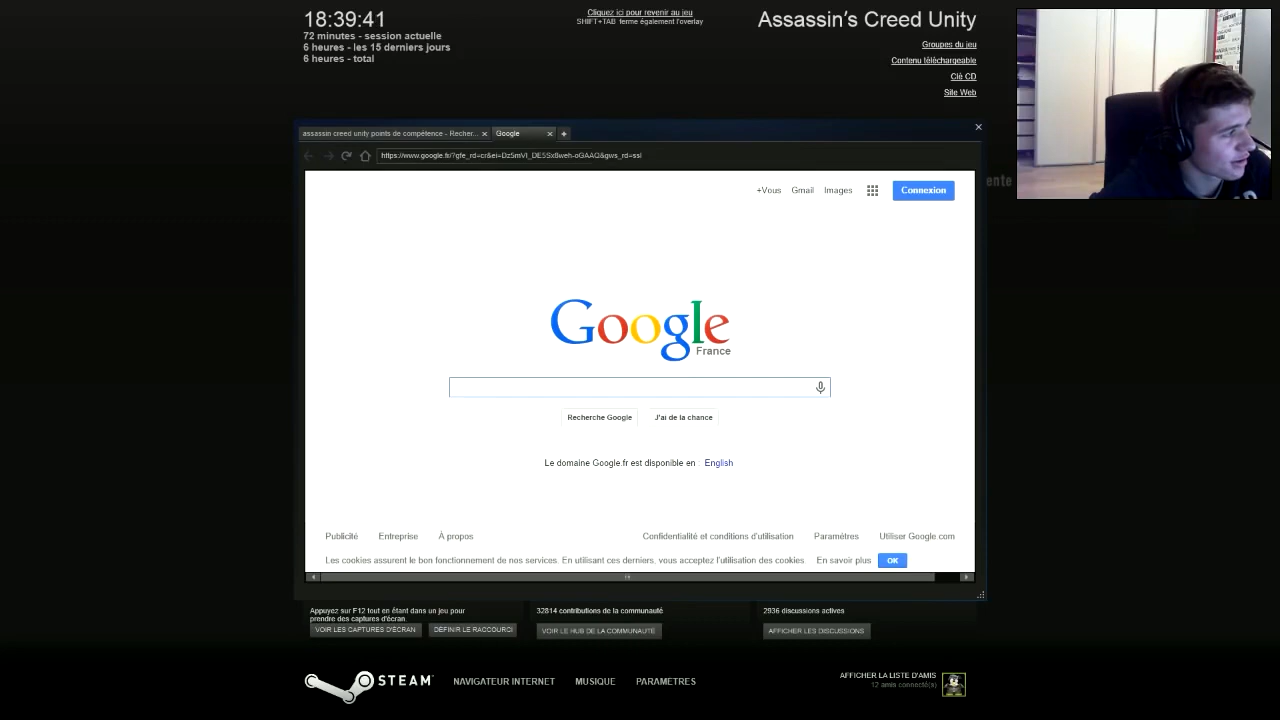 18:39:41
72 minutes - session actuelle
6 heures - les 15 derniers jours
6 heures - total
Cliquez ici pour revenir au jeu
SHIFT+TAB ferme également l'overlay
Assassin's Creed Unity
Groupes du jeu
Contenu téléchargeable
Clé CD
Site Web
assassin creed unity points de compétence - Recher...
Google
https://www.google.fr/?gfe_rd=cr&ei=Dz5mVI_DE5Sx8weh-oGAAQ&gws_rd=ssl
+Vous Gmail Images Connexion
ente
Google
France
Recherche Google J'ai de la chance
Le domaine Google.fr est disponible en English
Publicité Entreprise À propos Confidentialité et conditions d'utilisation Paramètres Utiliser Google.com
Les cookies assurent le bon fonctionnement de nos services. En utilisant ces derniers, vous acceptez l'utilisation des cookies En savoir plus OK
Appuyez sur F12 tout en étant dans un jeu pour
prendre des captures d'écran.
VOIR LES CAPTURES D'ÉCRAN DÉFINIR LE RACCOURCI
32814 contributions de la communauté
VOIR LE HUB DE LA COMMUNAUTÉ
2936 discussions actives
AFFICHER LES DISCUSSIONS
STEAM NAVIGATEUR INTERNET MUSIQUE PARAMÈTRES
AFFICHER LA LISTE D'AMIS
12 amis connecté(s)